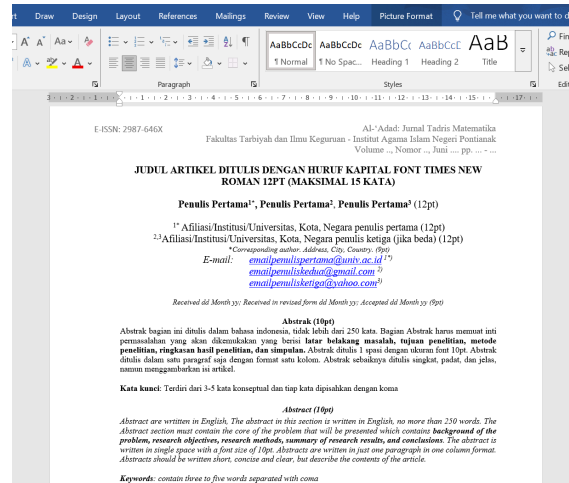 Draw Design Layout References Mailings Review View Help Picture Format Tell me what you want to d
Aa
AaBbCcDc AaBbCcDc AaBbCc AaBbCcC AaB
¶ Normal ¶ No Spac... Heading 1 Heading 2 Title
Paragraph Styles
E-ISSN: 2987-646X
Al-'Adad: Jurnal Tadris Matematika
Fakultas Tarbiyah dan Ilmu Keguruan - Institut Agama Islam Negeri Pontianak
Volume .., Nomor .., Juni .... pp. ... - ...
JUDUL ARTIKEL DITULIS DENGAN HURUF KAPITAL FONT TIMES NEW
ROMAN 12PT (MAKSIMAL 15 KATA)
Penulis Pertama1*, Penulis Pertama2, Penulis Pertama3 (12pt)
1* Afiliasi/Institusi/Universitas, Kota, Negara penulis pertama (12pt)
2,3Afiliasi/Institusi/Universitas, Kota, Negara penulis ketiga (jika beda) (12pt)
*Corresponding author. Address, City, Country. (9pt)
E-mail: emailpenulispertama@univ.ac.id 1*)
emailpenuliskedua@gmail.com 2)
emailpenulisketiga@yahoo.com3)
Received dd Month yy; Received in revised form dd Month yy; Accepted dd Month yy (9pt)
Abstrak (10pt)
Abstrak bagian ini ditulis dalam bahasa indonesia, tidak lebih dari 250 kata. Bagian Abstrak harus memuat inti
permasalahan yang akan dikemukakan yang berisi latar belakang masalah, tujuan penelitian, metode
penelitian, ringkasan hasil penelitian, dan simpulan. Abstrak ditulis 1 spasi dengan ukuran font 10pt. Abstrak
ditulis dalam satu paragraf saja dengan format satu kolom. Abstrak sebaiknya ditulis singkat, padat, dan jelas,
namun menggambarkan isi artikel.
Kata kunci: Terdiri dari 3-5 kata konseptual dan tiap kata dipisahkan dengan koma
Abstract (10pt)
Abstract are writtten in English, The abstract in this section is written in English, no more than 250 words. The
Abstract section must contain the core of the problem that will be presented which contains background of the
problem, research objectives, research methods, summary of research results, and conclusions. The abstract is
written in single space with a font size of 10pt. Abstracts are written in just one paragraph in one column format.
Abstracts should be written short, concise and clear, but describe the contents of the article.
Keywords: contain three to five words separated with coma